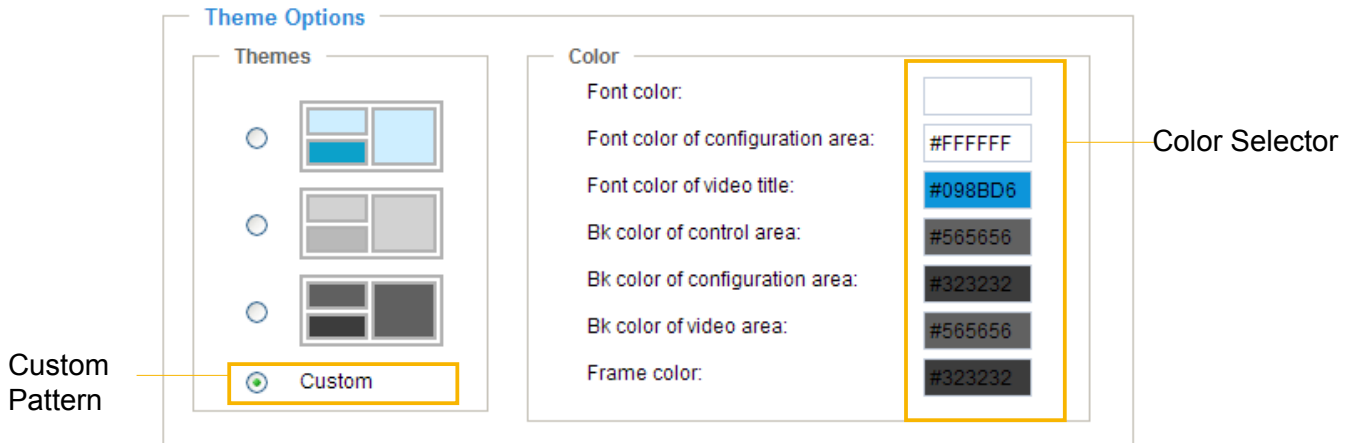 Theme Options
Themes
Custom
Color
Font color:
Font color of configuration area: #FFFFFF
Font color of video title: #098BD6
Bk color of control area: #565656
Bk color of configuration area: #323232
Bk color of video area: #565656
Frame color: #323232
Color Selector
Custom
Pattern